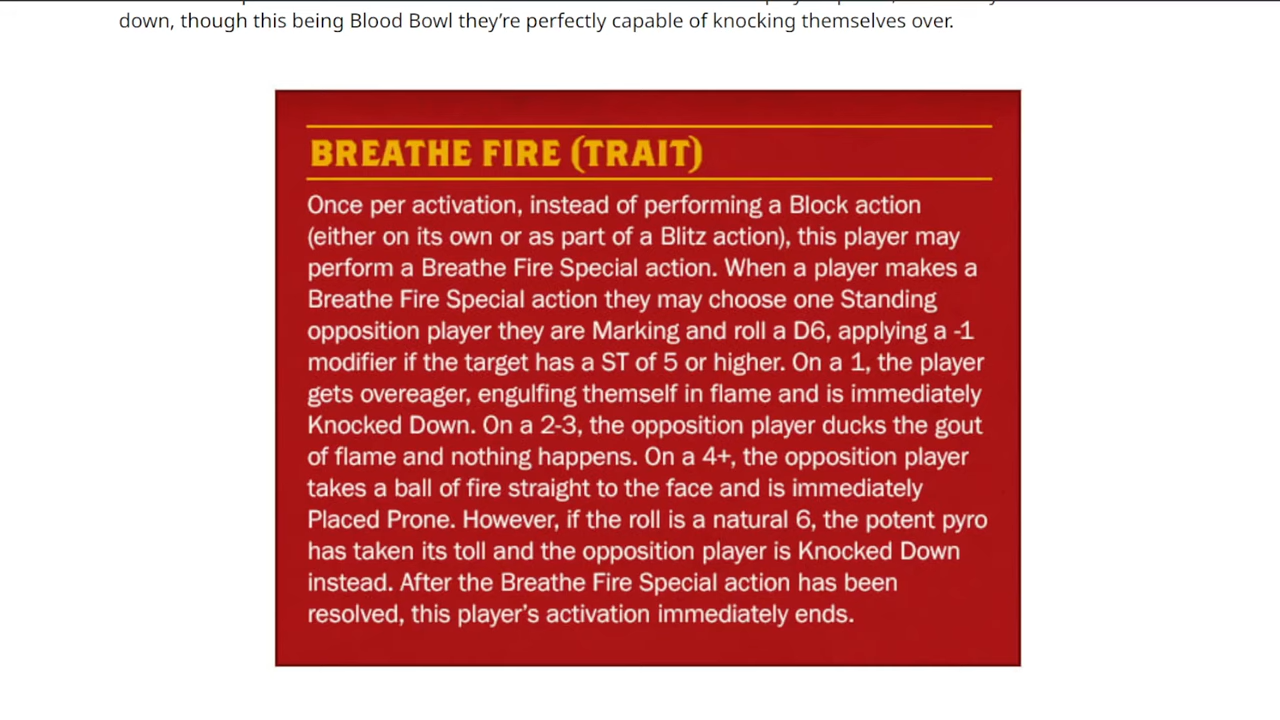 down, though this being Blood Bowl they’re perfectly capable of knocking themselves over.
BREATHE FIRE (TRAIT)
Once per activation, instead of performing a Block action
(either on its own or as part of a Blitz action), this player may
perform a Breathe Fire Special action. When a player makes a
Breathe Fire Special action they may choose one Standing
opposition player they are Marking and roll a D6, applying a -1
modifier if the target has a ST of 5 or higher. On a 1, the player
gets overeager, engulfing themself in flame and is immediately
Knocked Down. On a 2-3, the opposition player ducks the gout
of flame and nothing happens. On a 4+, the opposition player
takes a ball of fire straight to the face and is immediately
Placed Prone. However, if the roll is a natural 6, the potent pyro
has taken its toll and the opposition player is Knocked Down
instead. After the Breathe Fire Special action has been
resolved, this player’s activation immediately ends.